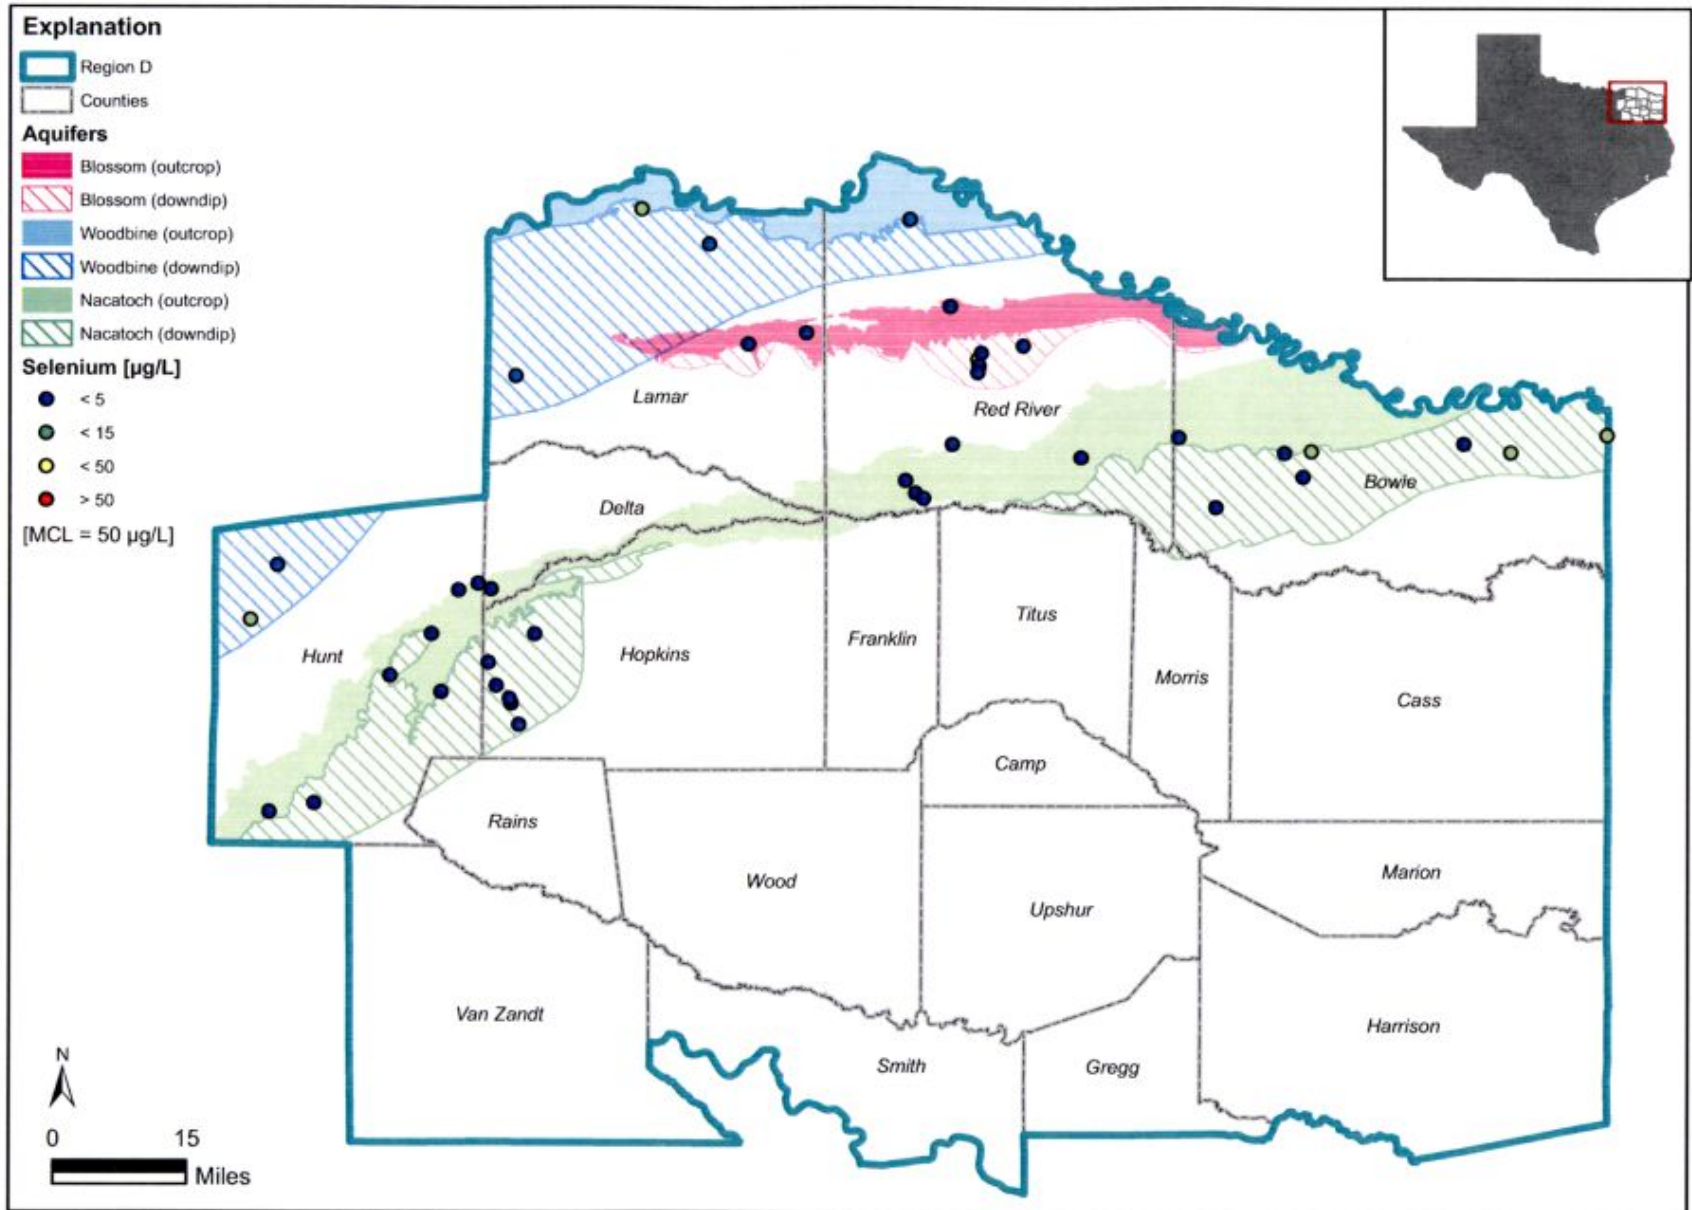 Explanation
Region D
Counties
Aquifers
Blossom (outcrop)
Blossom (downdip)
Woodbine (outcrop)
Woodbine (downdip)
Nacatoch (outcrop)
Nacatoch (downdip)
Selenium [µg/L]
< 5
< 15
< 50
> 50
[MCL = 50 µg/L]
Lamar
Red River
Bowie
Delta
Hunt
Hopkins
Franklin
Titus
Morris
Cass
Camp
Rains
Wood
Upshur
Marion
Van Zandt
Smith
Gregg
Harrison
N
0 15
Miles